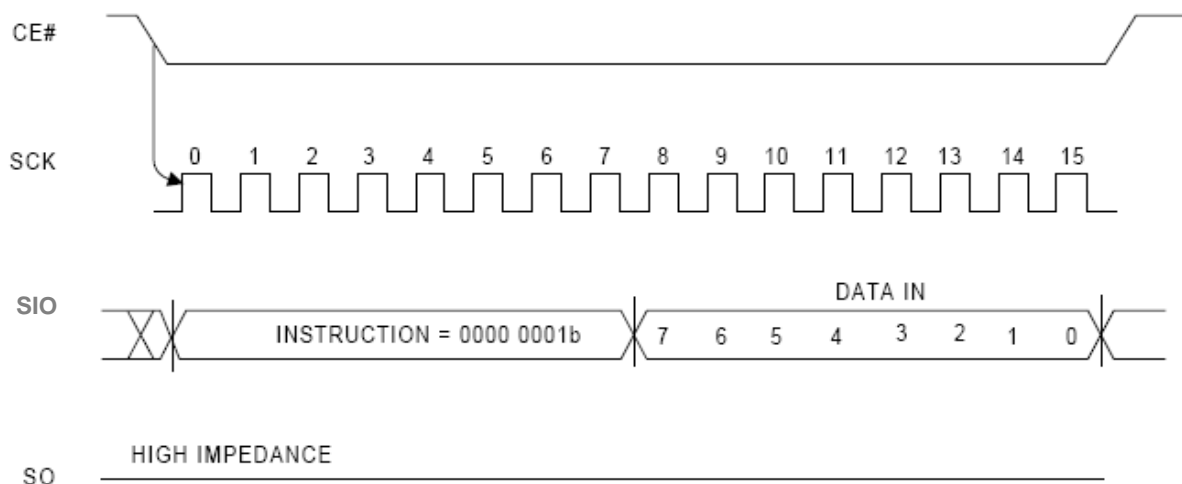 CE#
SCK 0 1 2 3 4 5 6 7 8 9 10 11 12 13 14 15
DATA IN
SIO INSTRUCTION = 0000 0001b 7 6 5 4 3 2 1 0
HIGH IMPEDANCE
SO